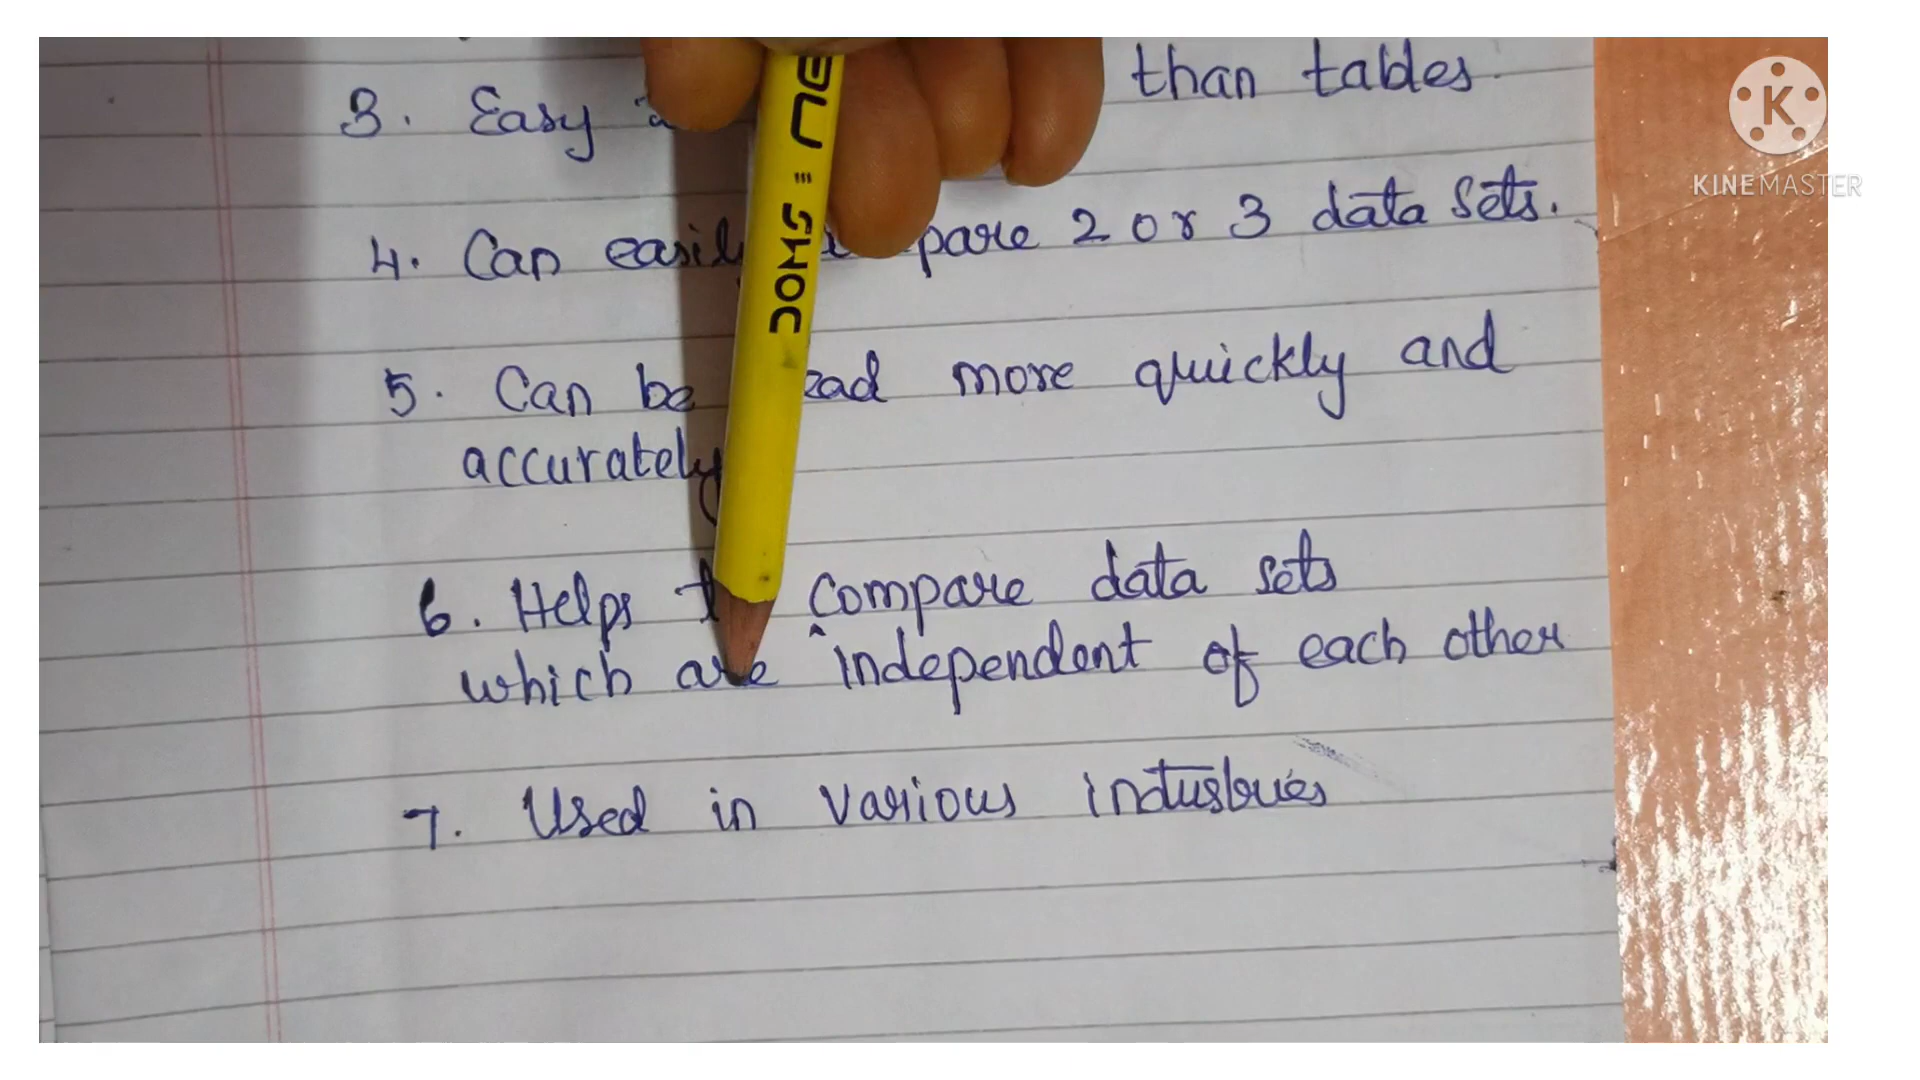 3. Easy than tables.
4. Can easily pare 2 or 3 data sets.
5. Can be ead more quickly and
accurately
6. Helps t compare data sets
which are independent of each other
7. Used in various industries
DOMS
KINEMASTER